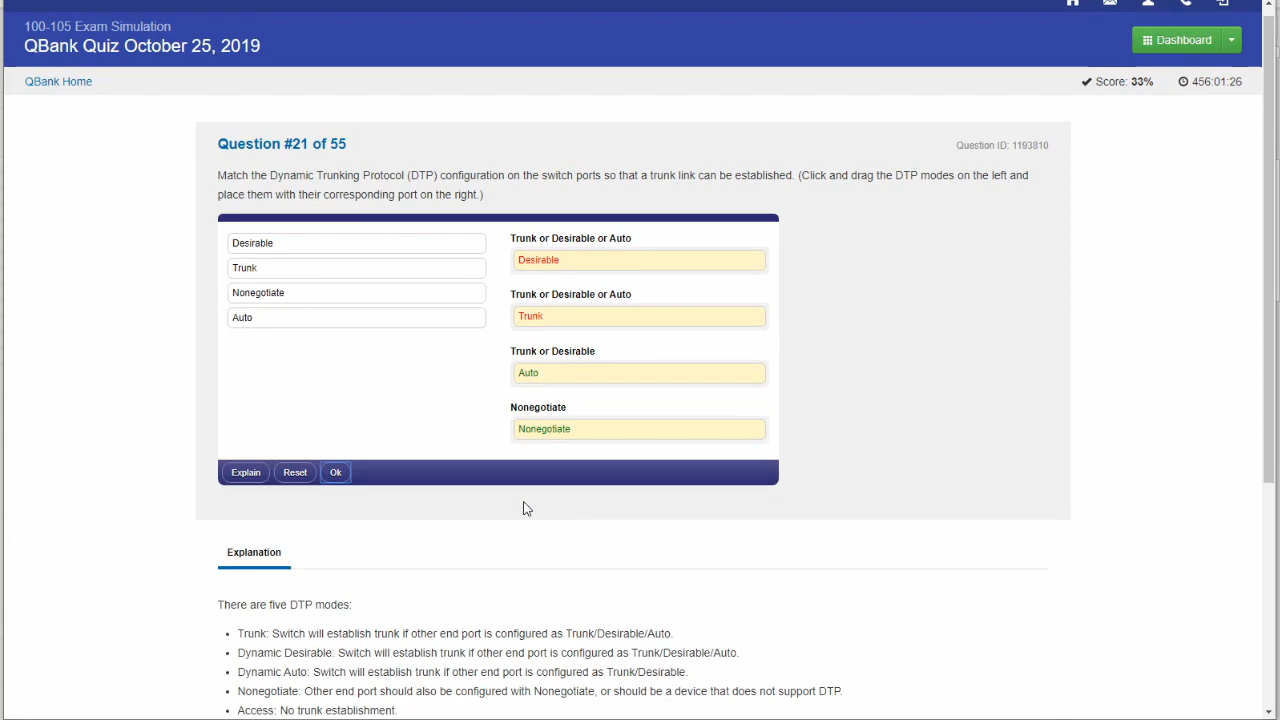 100-105 Exam Simulation
QBank Quiz October 25, 2019
Dashboard
QBank Home
Score: 33%
456:01:26
Question #21 of 55
Question ID: 1193810
Match the Dynamic Trunking Protocol (DTP) configuration on the switch ports so that a trunk link can be established. (Click and drag the DTP modes on the left and
place them with their corresponding port on the right.)
Desirable
Trunk
Nonegotiate
Auto
Trunk or Desirable or Auto
Desirable
Trunk or Desirable or Auto
Trunk
Trunk or Desirable
Auto
Nonegotiate
Nonegotiate
Explain
Reset
Ok
Explanation
There are five DTP modes:
• Trunk: Switch will establish trunk if other end port is configured as Trunk/Desirable/Auto.
• Dynamic Desirable: Switch will establish trunk if other end port is configured as Trunk/Desirable/Auto.
• Dynamic Auto: Switch will establish trunk if other end port is configured as Trunk/Desirable.
• Nonegotiate: Other end port should also be configured with Nonegotiate, or should be a device that does not support DTP.
• Access: No trunk establishment.